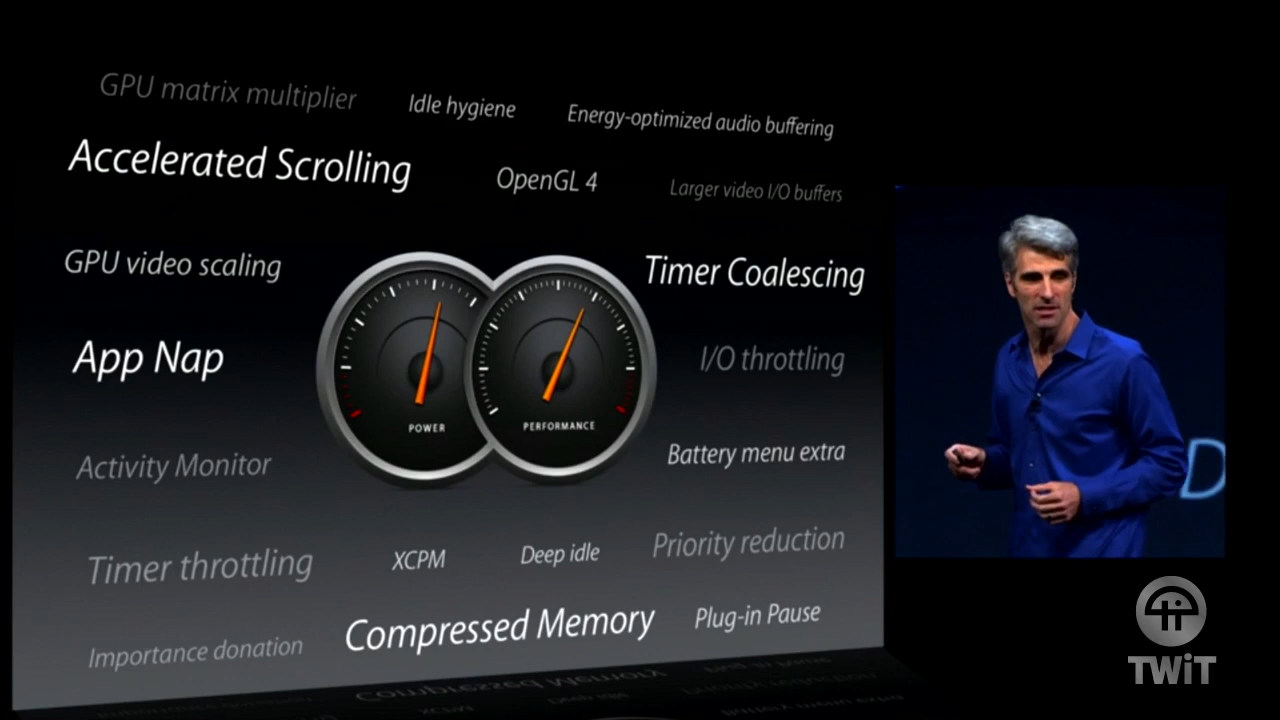 GPU matrix multiplier
Idle hygiene
Energy-optimized audio buffering
Accelerated Scrolling
OpenGL 4
Larger video I/O buffers
GPU video scaling
Timer Coalescing
App Nap
I/O throttling
POWER
PERFORMANCE
Activity Monitor
Battery menu extra
Timer throttling
XCPM
Deep idle
Priority reduction
Compressed Memory
Plug-in Pause
Importance donation
D
TWiT